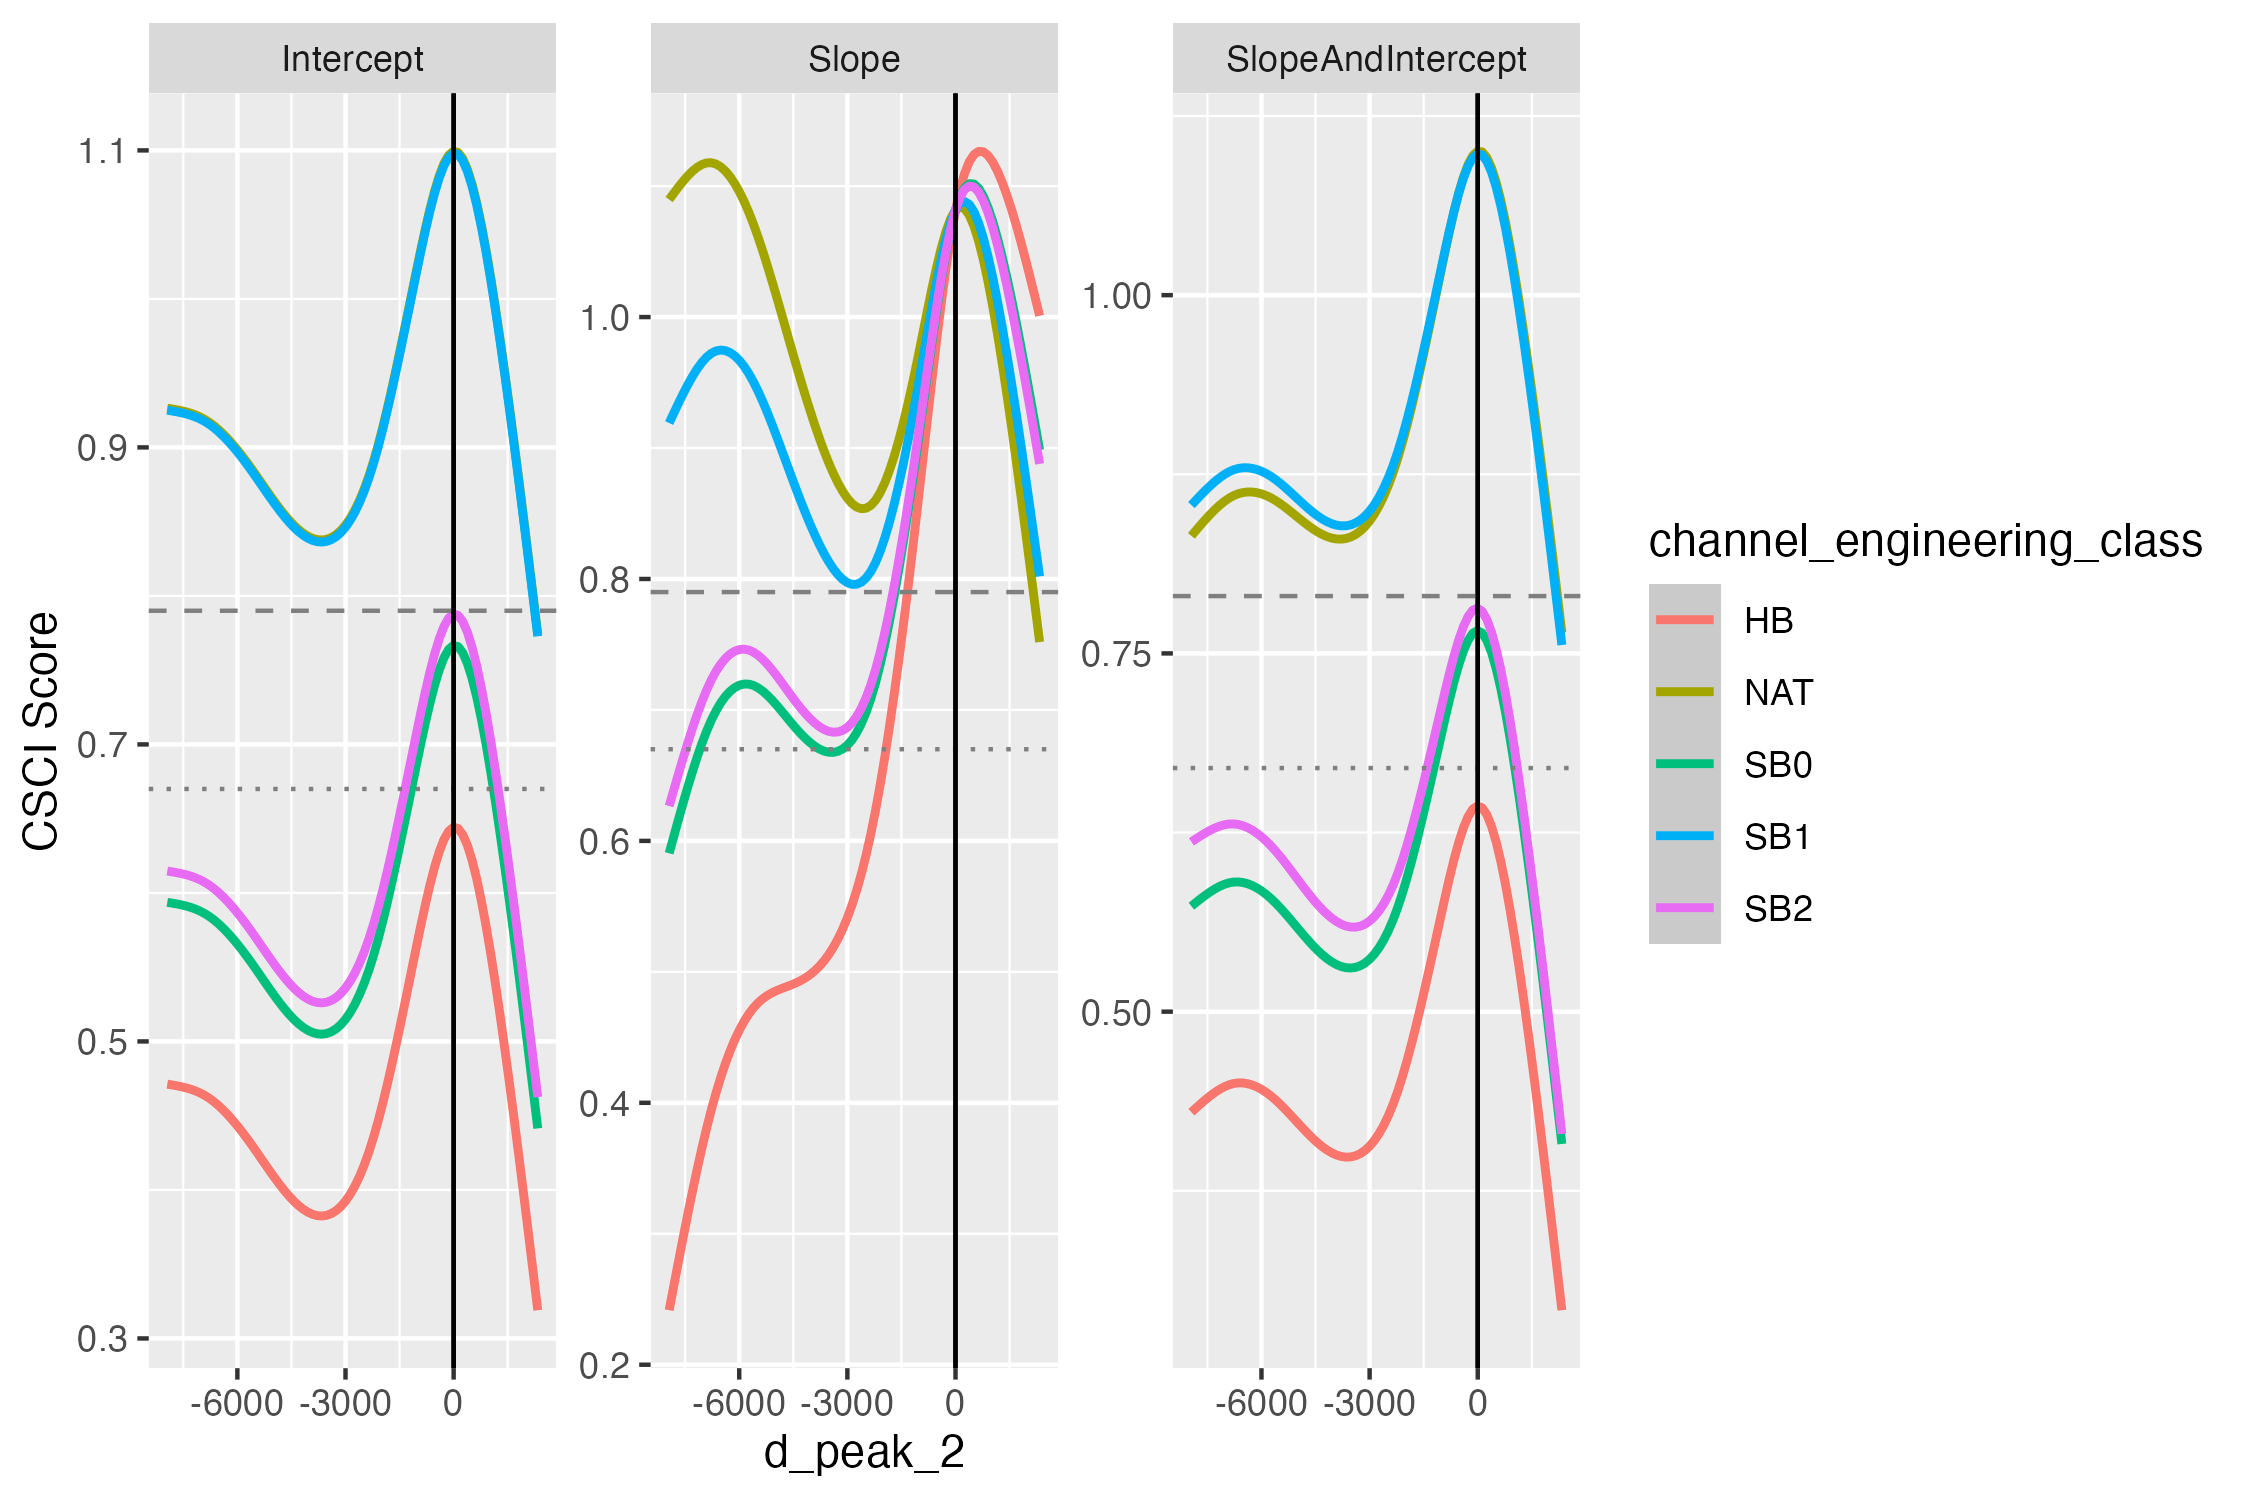 Intercept
Slope
SlopeAndIntercept
CSCI Score
1.1
0.9
0.7
0.5
0.3
1.0
0.8
0.6
0.4
0.2
1.00
0.75
0.50
-6000 -3000 0
-6000 -3000 0
-6000 -3000 0
d_peak_2
channel_engineering_class
HB
NAT
SB0
SB1
SB2